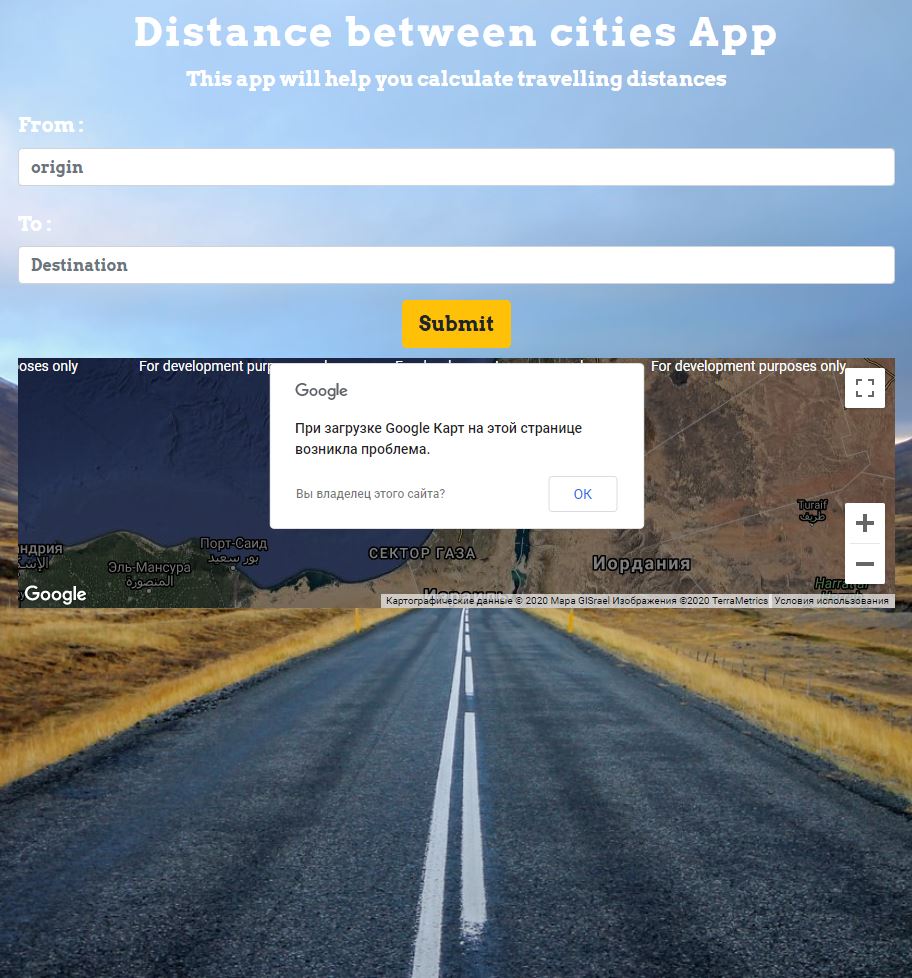 Distance between cities App
This app will help you calculate travelling distances
From :
origin
To :
Destination
Submit
oses only
For development purp
For development purposes only
Google
При загрузке Google Карт на этой странице
возникла проблема.
Вы владелец этого сайта?
OK
Turaif
طريف
ндрия
Порт-Саид
بور سعيد
СЕКТОР ГАЗА
Эль-Мансура
المنصورة
Иордания
Google
Картографические данные © 2020 Mapa GISrael Изображения ©2020 TerraMetrics
Условия использования